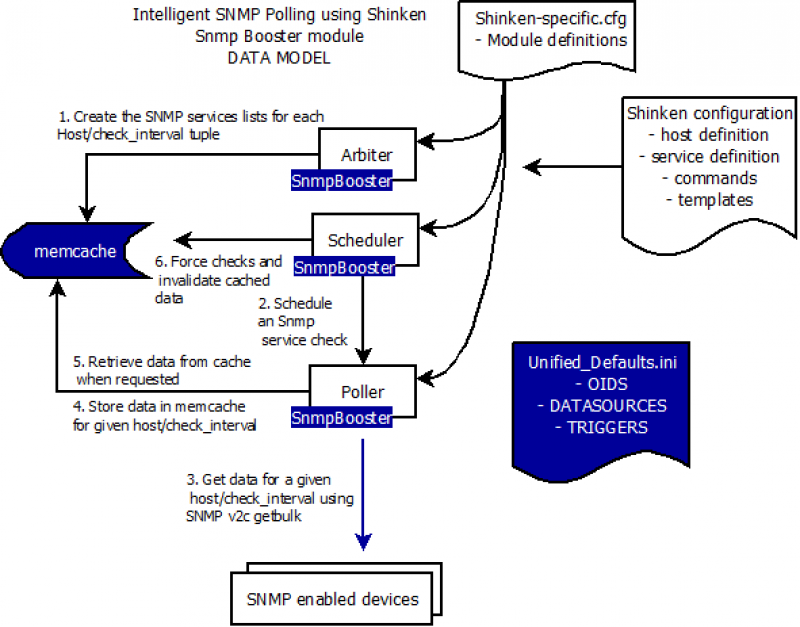 Intelligent SNMP Polling using Shinken
Snmp Booster module
DATA MODEL
Shinken-specific.cfg
- Module definitions
Shinken configuration
- host definition
- service definition
- commands
- templates
1. Create the SNMP services lists for each
Host/check_interval tuple
Arbiter
SnmpBooster
memcache
Scheduler
SnmpBooster
6. Force checks and
invalidate cached
data
2. Schedule
an Snmp
service check
5. Retrieve data from cache
when requested
4. Store data in memcache
for given host/check_interval
Poller
SnmpBooster
Unified_Defaults.ini
- OIDS
- DATASOURCES
- TRIGGERS
3. Get data for a given
host/check_interval using
SNMP v2c getbulk
SNMP enabled devices